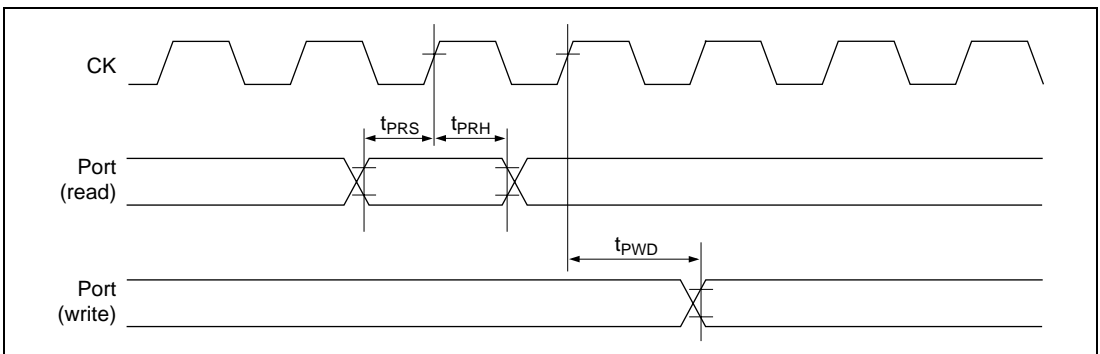 CK
tPRS tPRH
Port
(read)
tPWD
Port
(write)